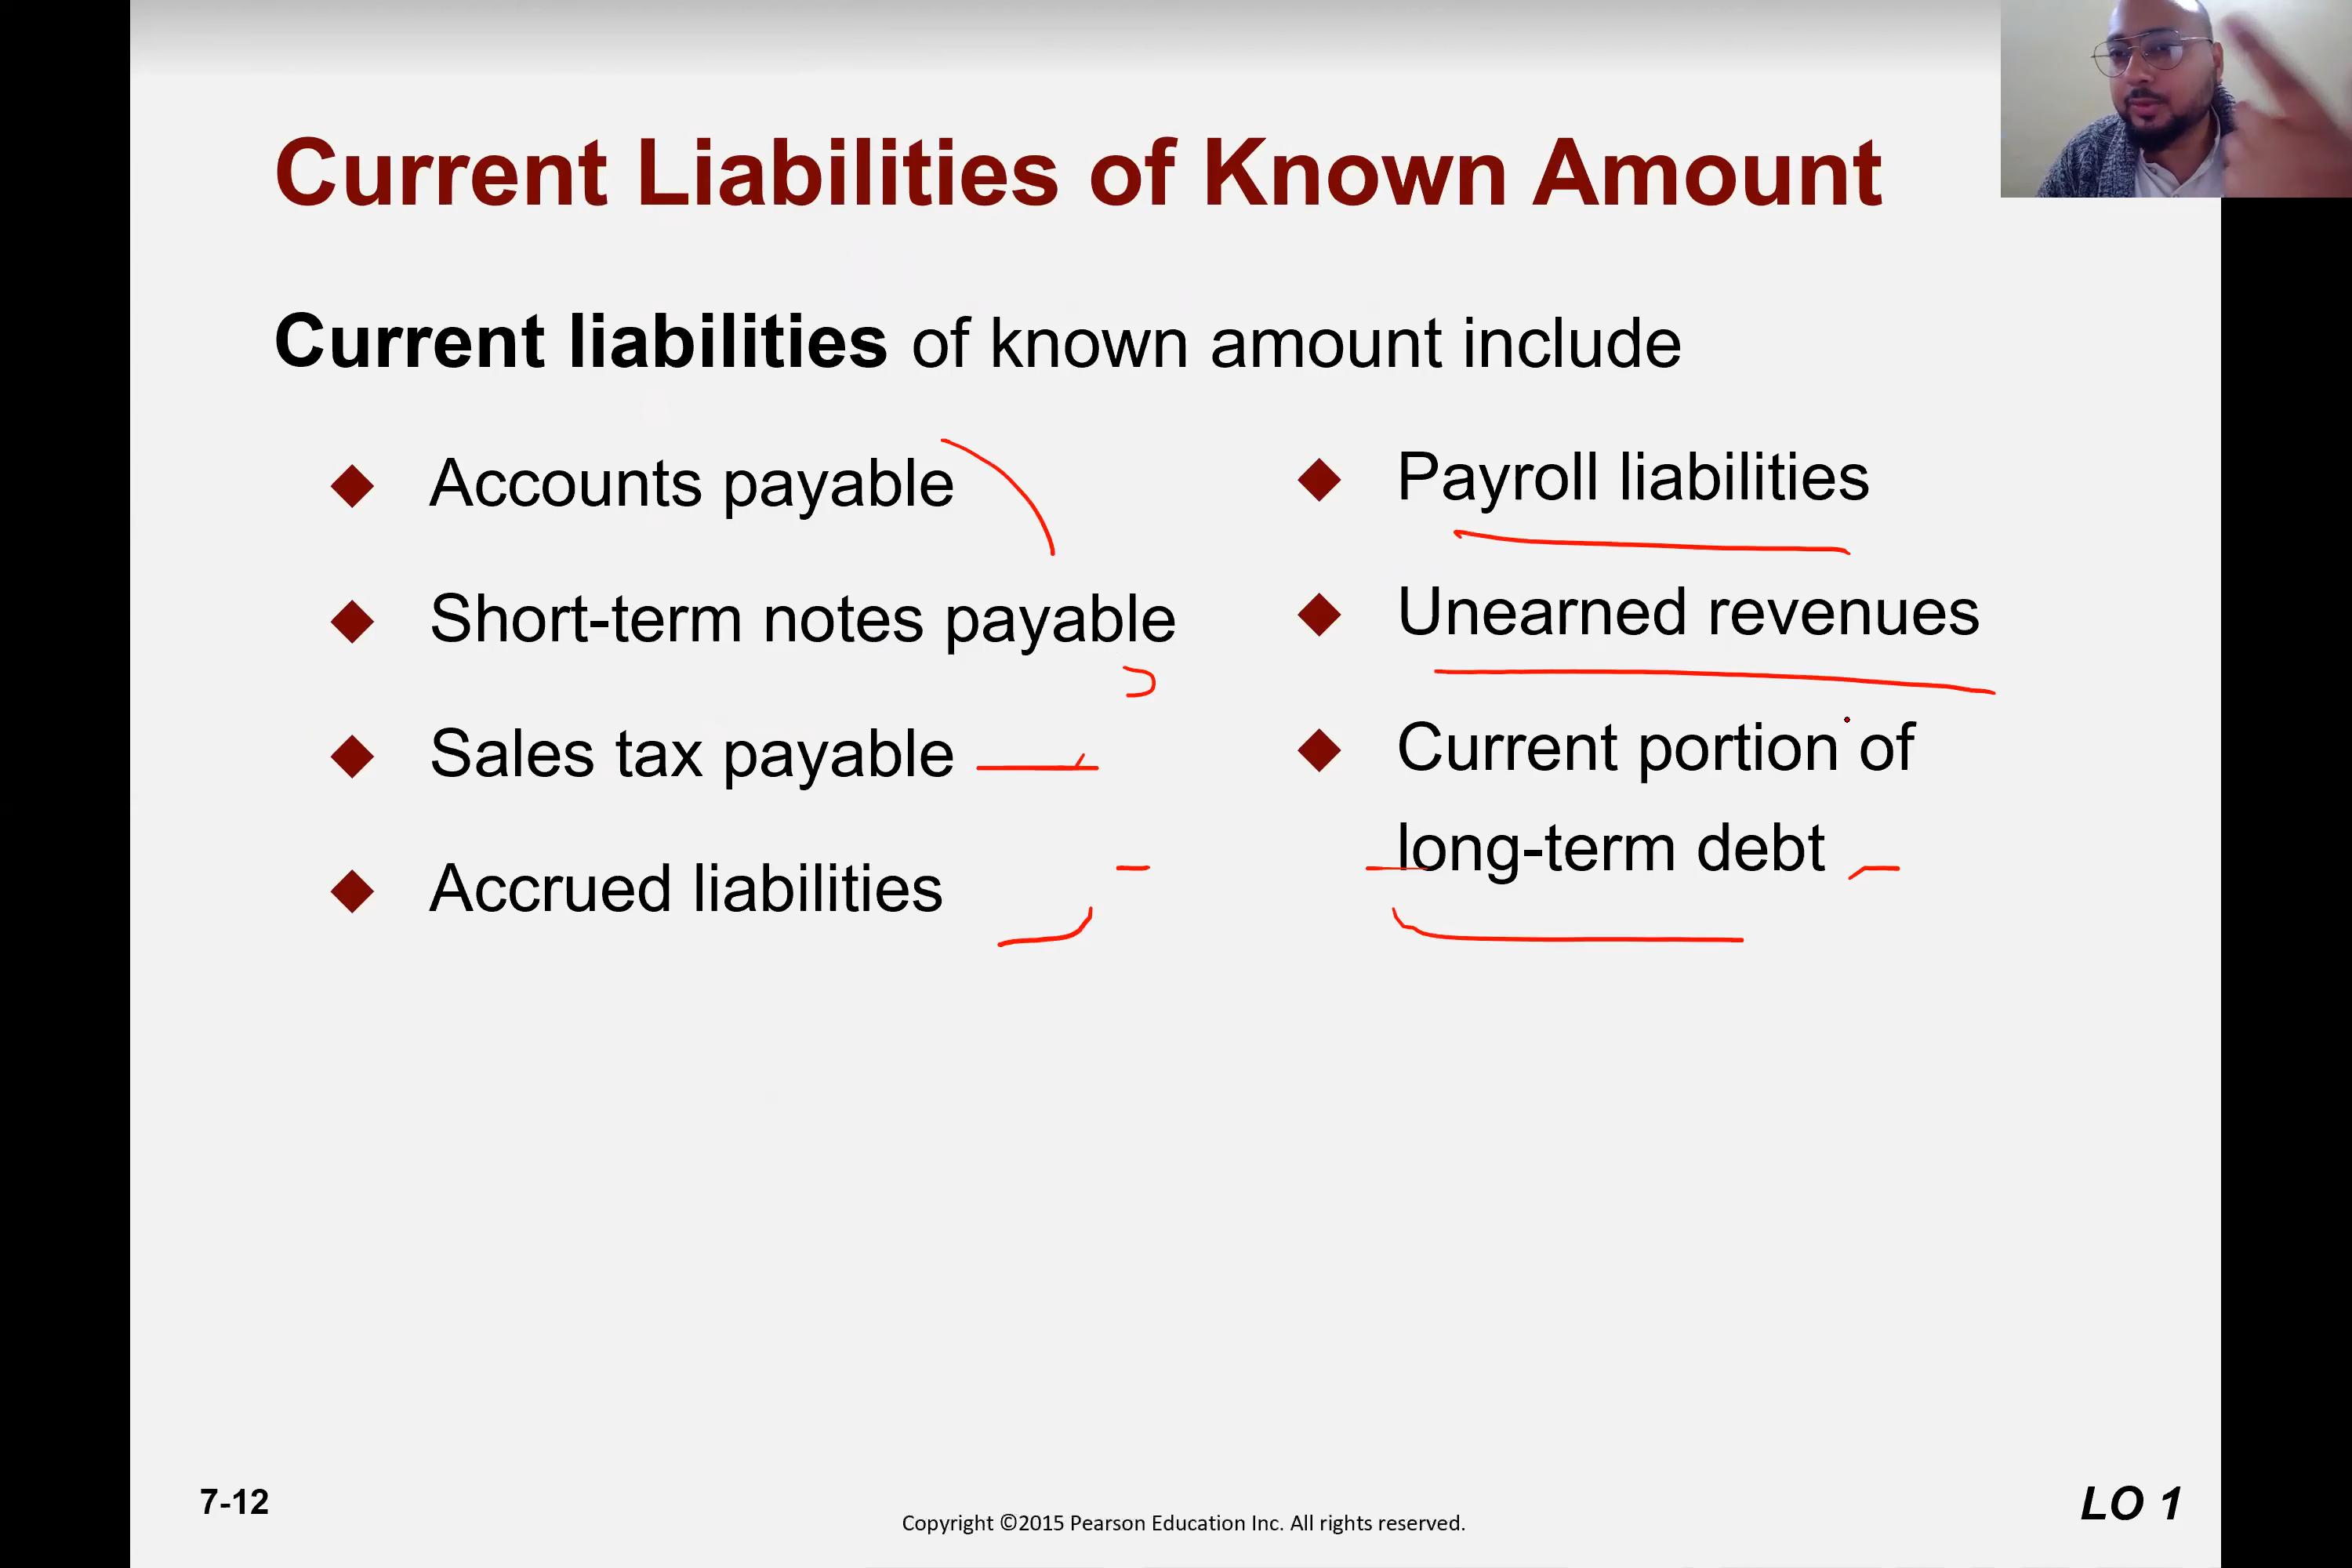 Current Liabilities of Known Amount
Current liabilities of known amount include
Accounts payable
Short-term notes payable
Sales tax payable
Accrued liabilities
Payroll liabilities
Unearned revenues
Current portion of
long-term debt
7-12
Copyright ©2015 Pearson Education Inc. All rights reserved.
LO 1